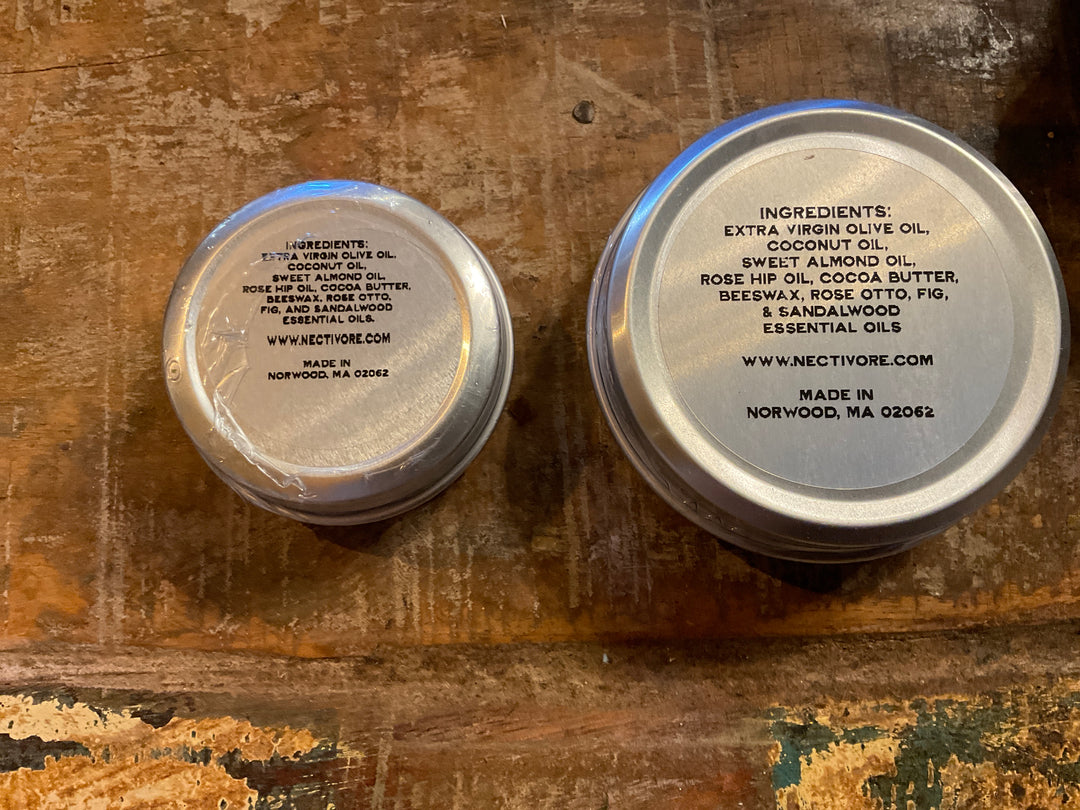 INGREDIENTS:
EXTRA VIRGIN OLIVE OIL,
COCONUT OIL,
SWEET ALMOND OIL,
ROSE HIP OIL, COCOA BUTTER,
BEESWAX, ROSE OTTO,
FIG, AND SANDALWOOD
ESSENTIAL OILS.
WWW.NECTIVORE.COM
MADE IN
NORWOOD, MA 02062
INGREDIENTS:
EXTRA VIRGIN OLIVE OIL,
COCONUT OIL,
SWEET ALMOND OIL,
ROSE HIP OIL, COCOA BUTTER,
BEESWAX, ROSE OTTO, FIG,
& SANDALWOOD
ESSENTIAL OILS
WWW.NECTIVORE.COM
MADE IN
NORWOOD, MA 02062